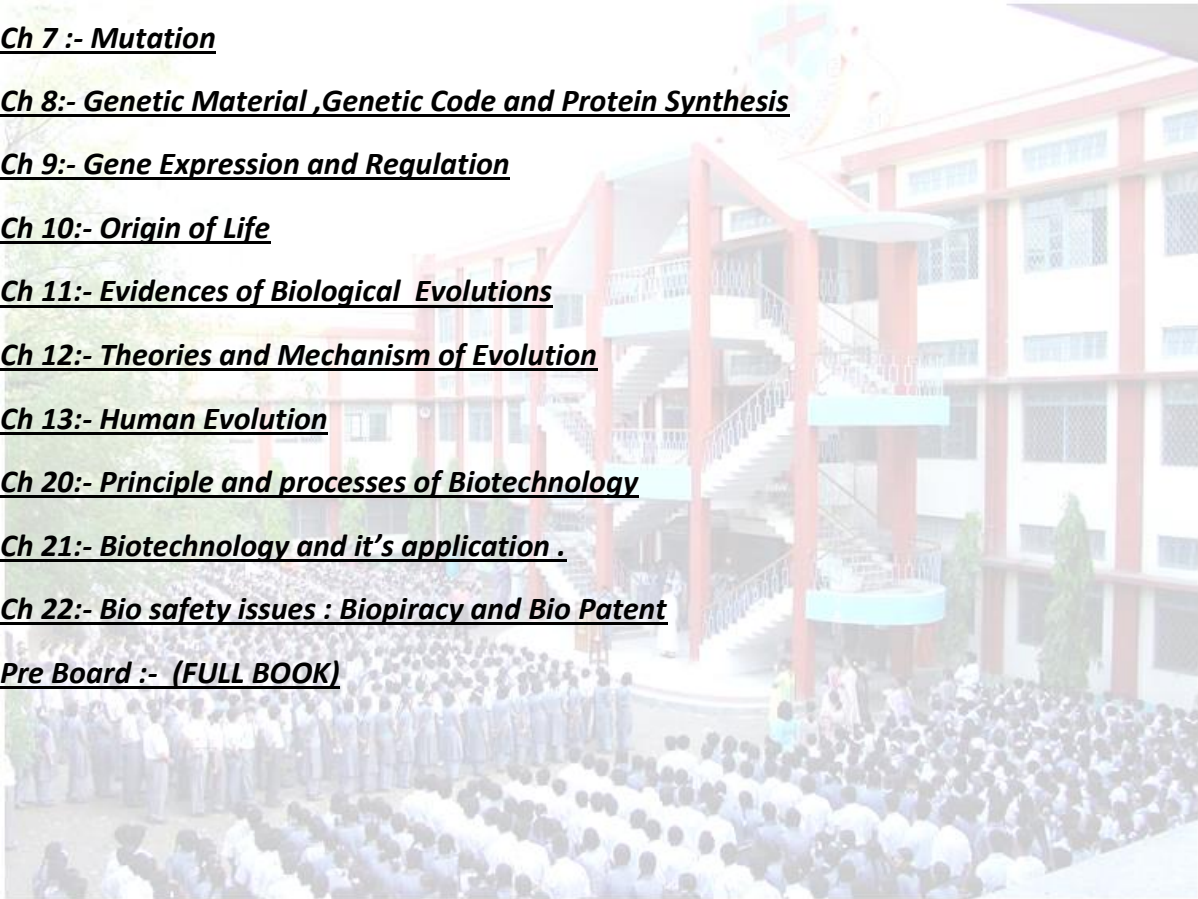 Ch 7 :- Mutation
Ch 8:- Genetic Material ,Genetic Code and Protein Synthesis
Ch 9:- Gene Expression and Regulation
Ch 10:- Origin of Life
Ch 11:- Evidences of Biological  Evolutions
Ch 12:- Theories and Mechanism of Evolution
Ch 13:- Human Evolution
Ch 20:- Principle and processes of Biotechnology
Ch 21:- Biotechnology and it’s application .
Ch 22:- Bio safety issues : Biopiracy and Bio Patent
Pre Board :-  (FULL BOOK)